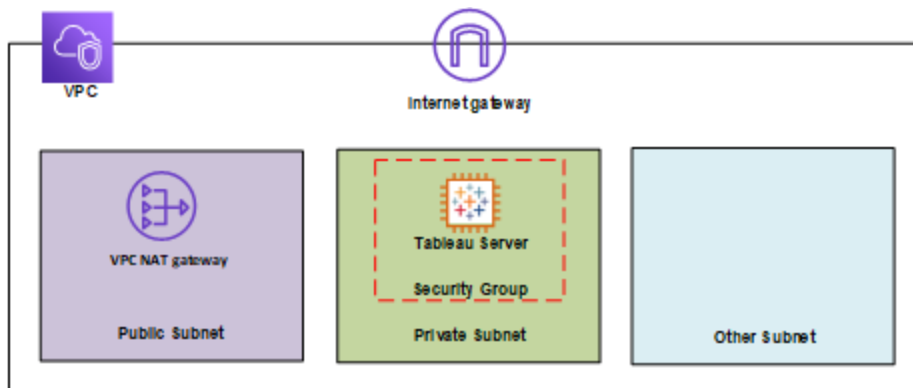 VPC
Internet gateway
VPC NAT gateway
Public Subnet
Tableau Server
Security Group
Private Subnet
Other Subnet